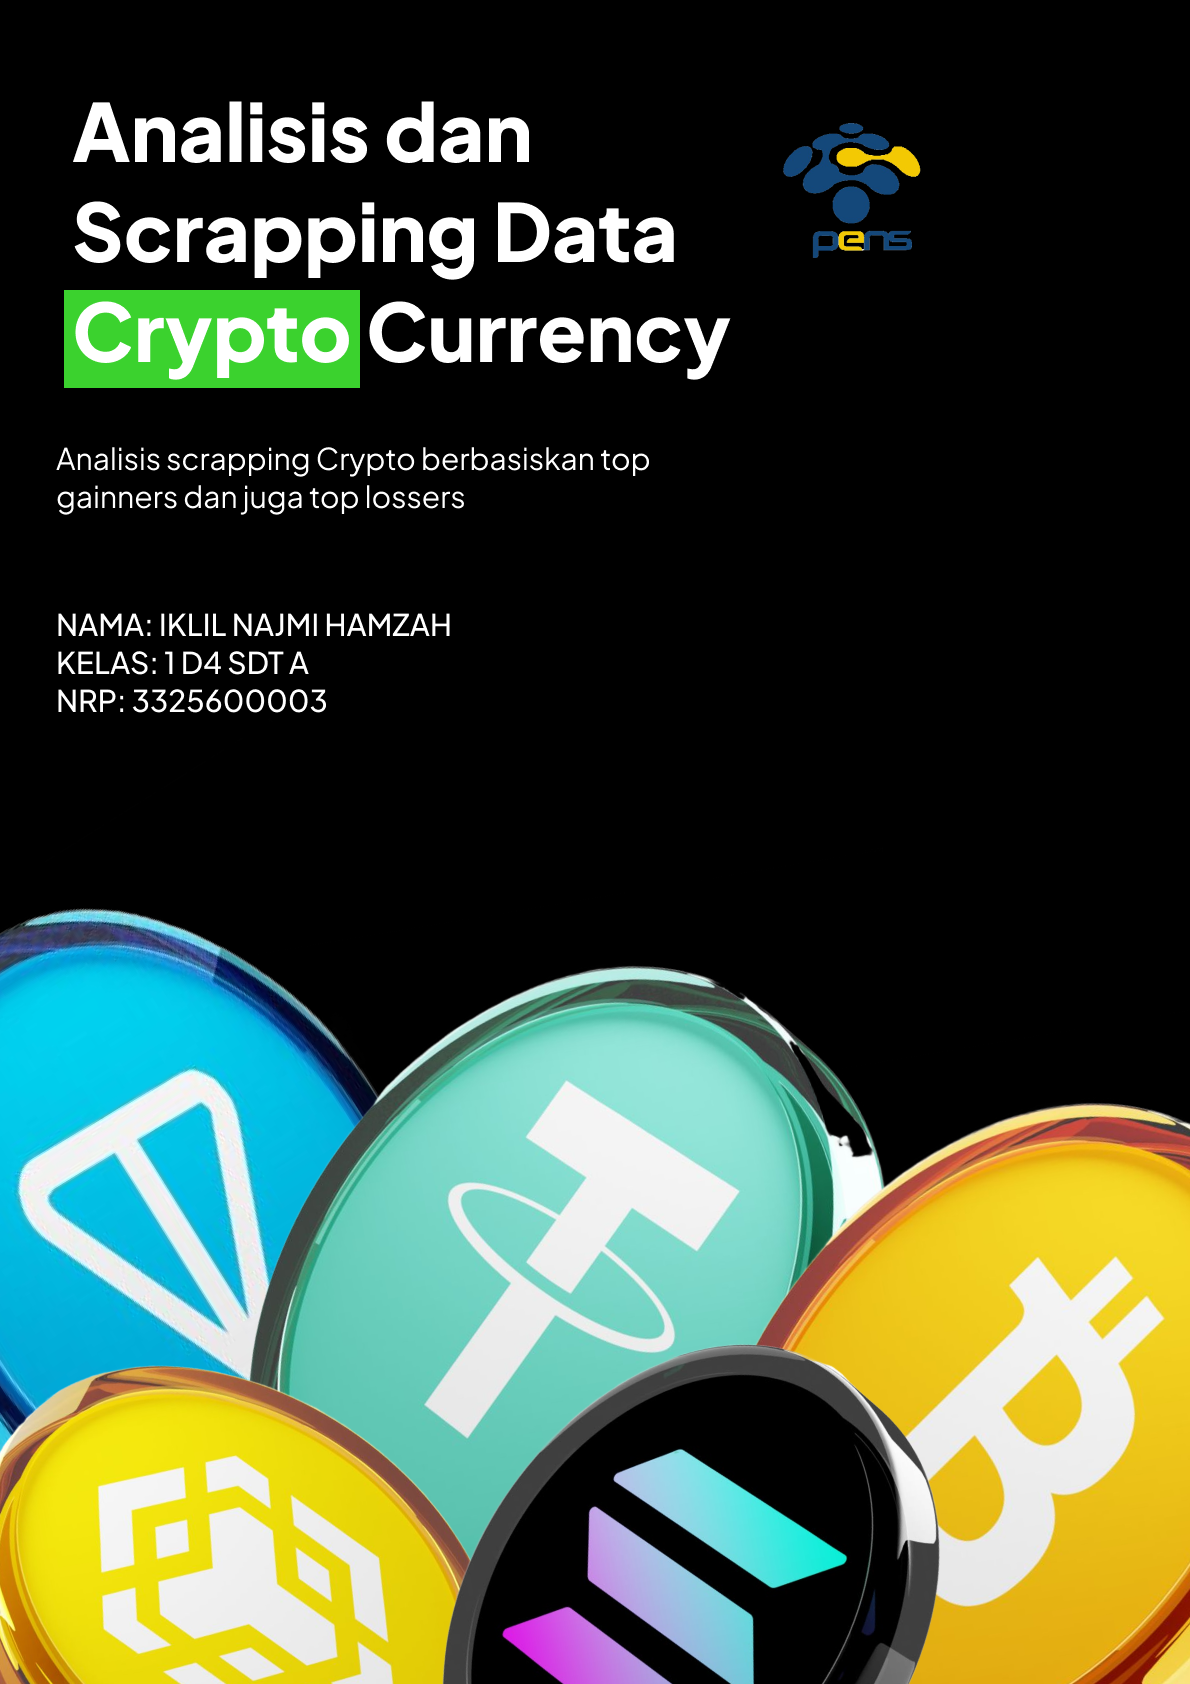 Analisis dan
Scrapping Data
Crypto Currency
pens
Analisis scrapping Crypto berbasiskan top
gainners dan juga top lossers
NAMA: IKLIL NAJMI HAMZAH
KELAS: 1 D4 SDT A
NRP: 3325600003